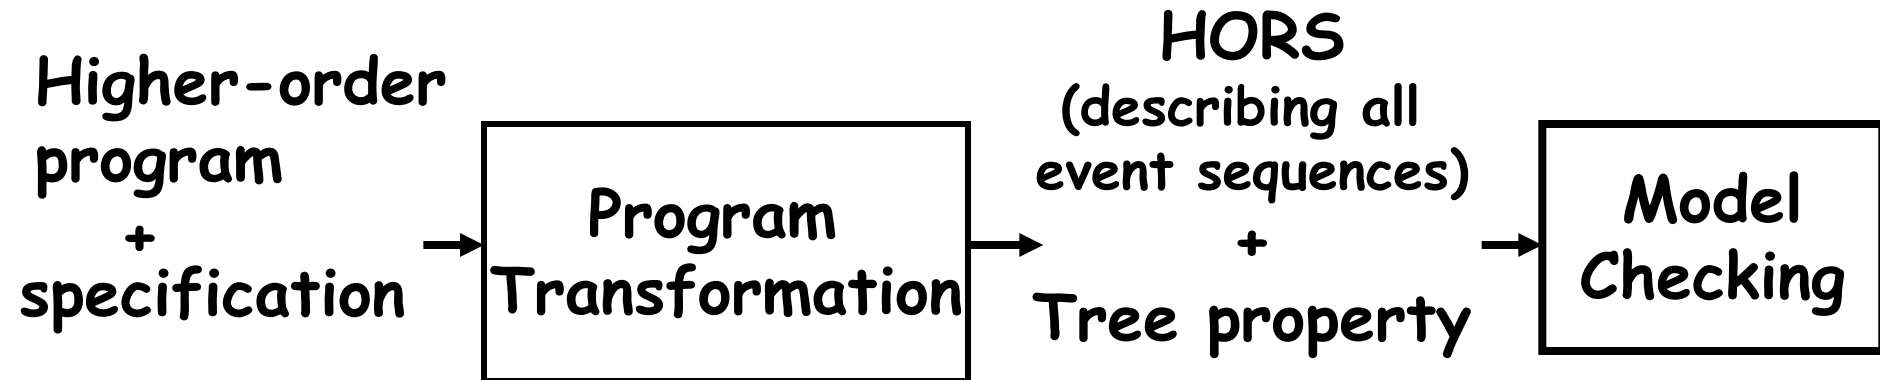 Higher-order
program
+
specification
Program
Transformation
HORS
(describing all
event sequences)
+
Tree property
Model
Checking